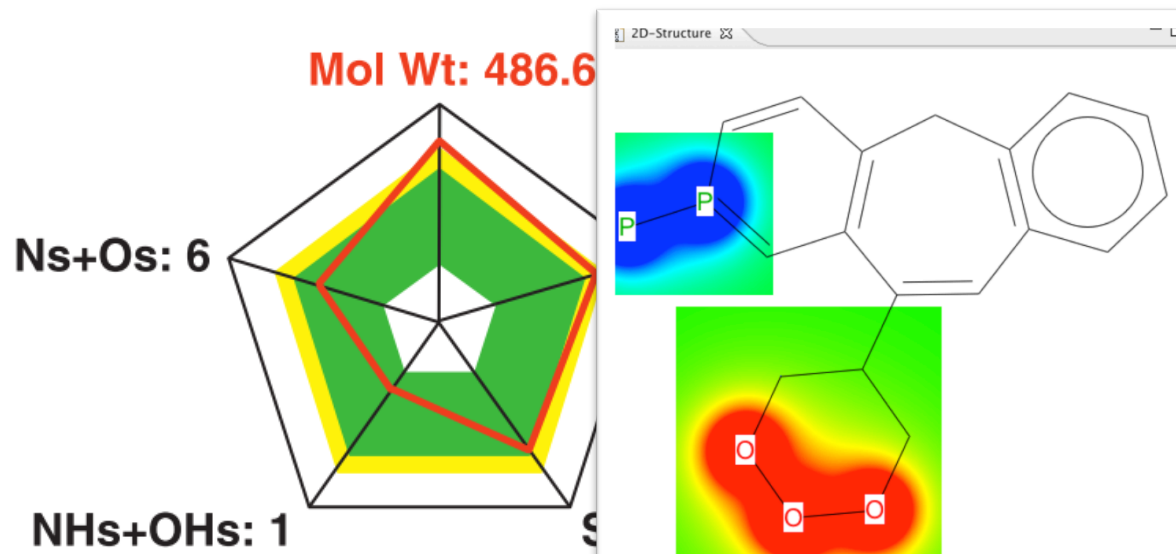 2D-Structure
Mol Wt: 486.6
Ns+Os: 6
NHs+OHs: 1
S
P
P
O
O
O